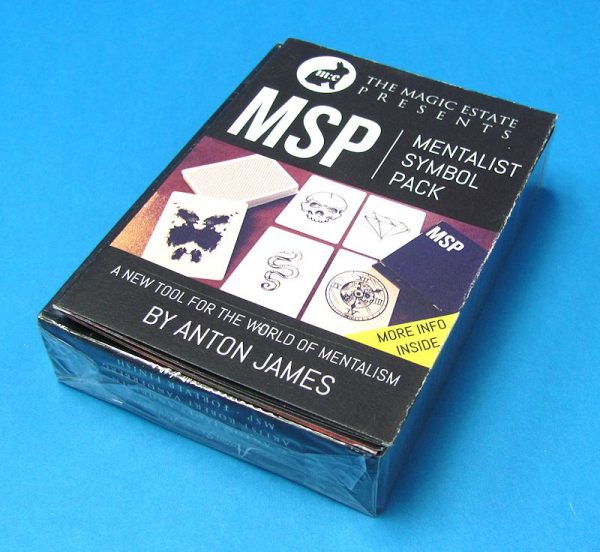 m:e
THE MAGIC ESTATE
PRESENTS
MSP
MENTALIST
SYMBOL
PACK
MSP
A NEW TOOL FOR THE WORLD OF MENTALISM
BY ANTON JAMES
MORE INFO
INSIDE